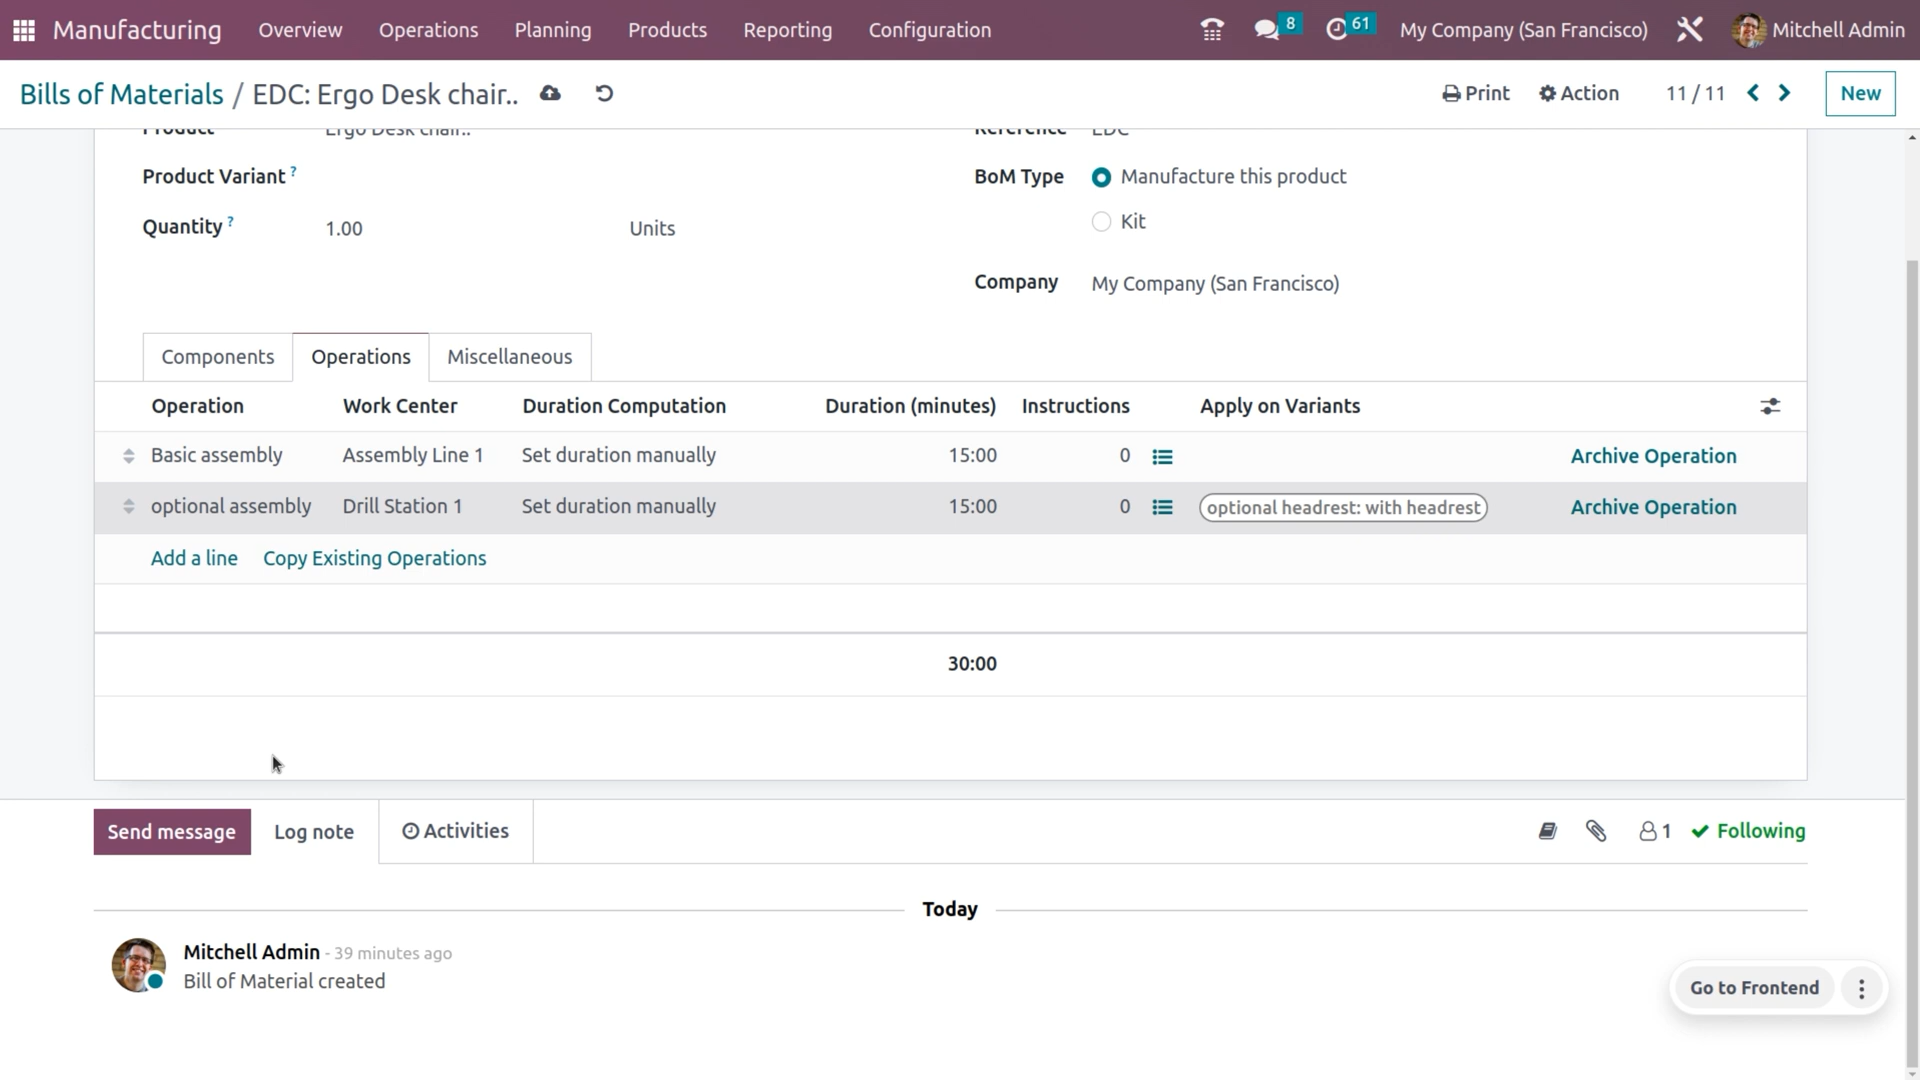 Manufacturing Overview Operations Planning Products Reporting Configuration 8 61 My Company (San Francisco) Mitchell Admin
Bills of Materials / EDC: Ergo Desk chair.. Print Action 11 / 11 New
Product Ergo Desk chair.. Reference EDC
Product Variant ? BoM Type Manufacture this product
Quantity ? 1.00 Units Kit
Company My Company (San Francisco)
Components Operations Miscellaneous
Operation Work Center Duration Computation Duration (minutes) Instructions Apply on Variants
Basic assembly Assembly Line 1 Set duration manually 15:00 0 Archive Operation
optional assembly Drill Station 1 Set duration manually 15:00 0 optional headrest: with headrest Archive Operation
Add a line Copy Existing Operations
30:00
Send message Log note Activities 1 Following
Today
Mitchell Admin - 39 minutes ago
Bill of Material created
Go to Frontend